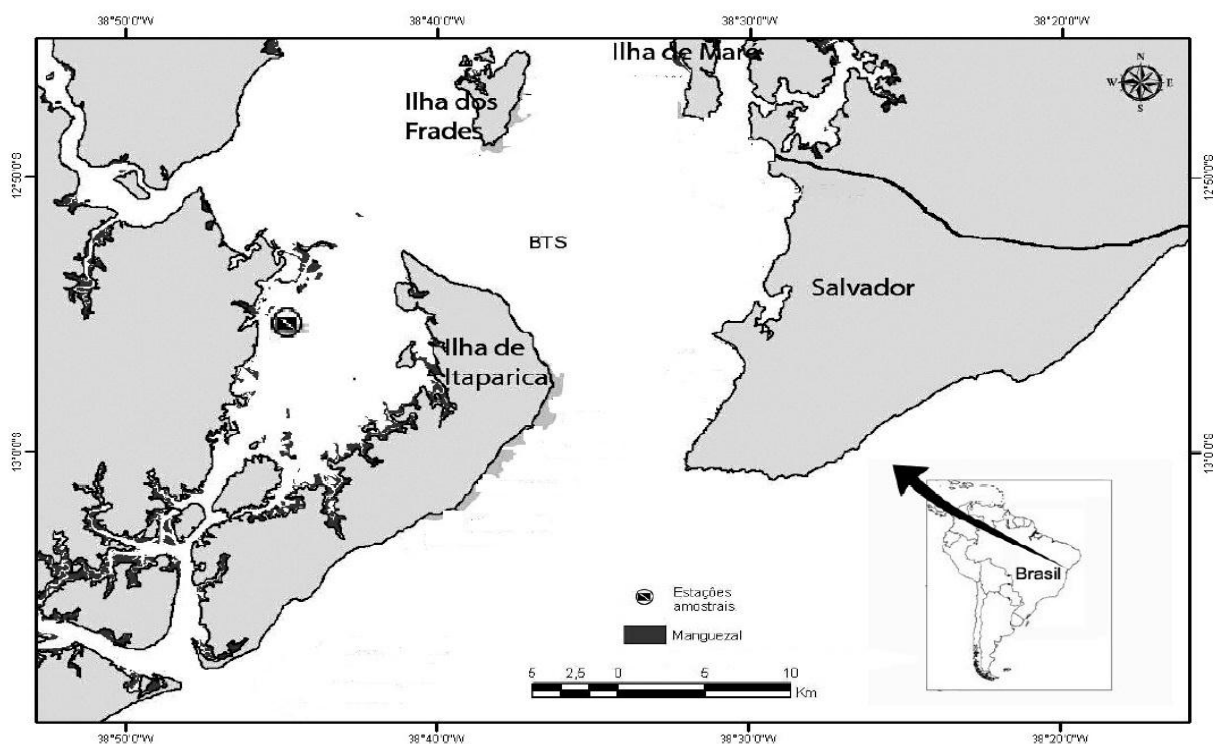 38°50'0"W
38°40'0"W
38°30'0"W
38°20'0"W
Ilha de Maré
N
W
E
S
Ilha dos
Frades
12°50'0"S
12°50'0"S
BTS
Salvador
Ilha de
Itaparica
13°0'0"S
13°0'0"S
Brasil
Estações
amostrais
Manguezal
5 2,5 0 5 10
Km
38°50'0"W
38°40'0"W
38°30'0"W
38°20'0"W